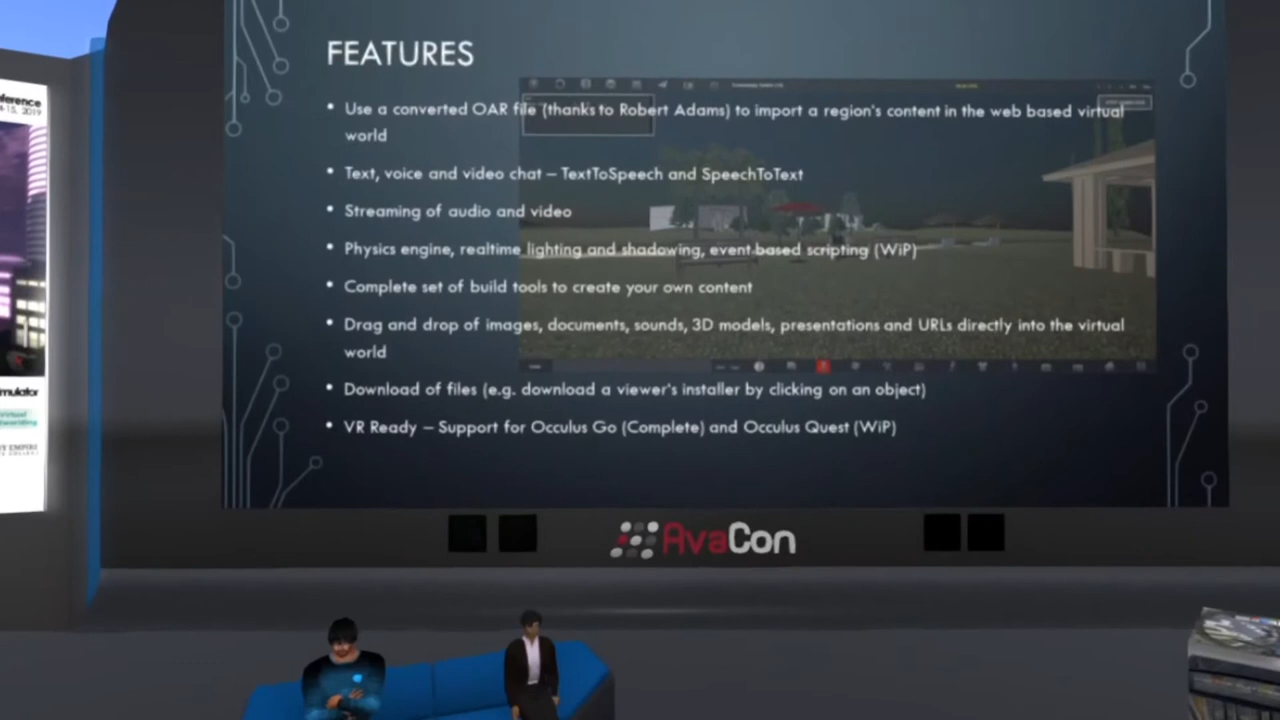 FEATURES
• Use a converted OAR file (thanks to Robert Adams) to import a region's content in the web based virtual
world
• Text, voice and video chat – TextToSpeech and SpeechToText
• Streaming of audio and video
• Physics engine, realtime lighting and shadowing, event based scripting (WiP)
• Complete set of build tools to create your own content
• Drag and drop of images, documents, sounds, 3D models, presentations and URLs directly into the virtual
world
• Download of files (e.g. download a viewer's installer by clicking on an object)
• VR Ready – Support for Occulus Go (Complete) and Occulus Quest (WiP)
AvaCon